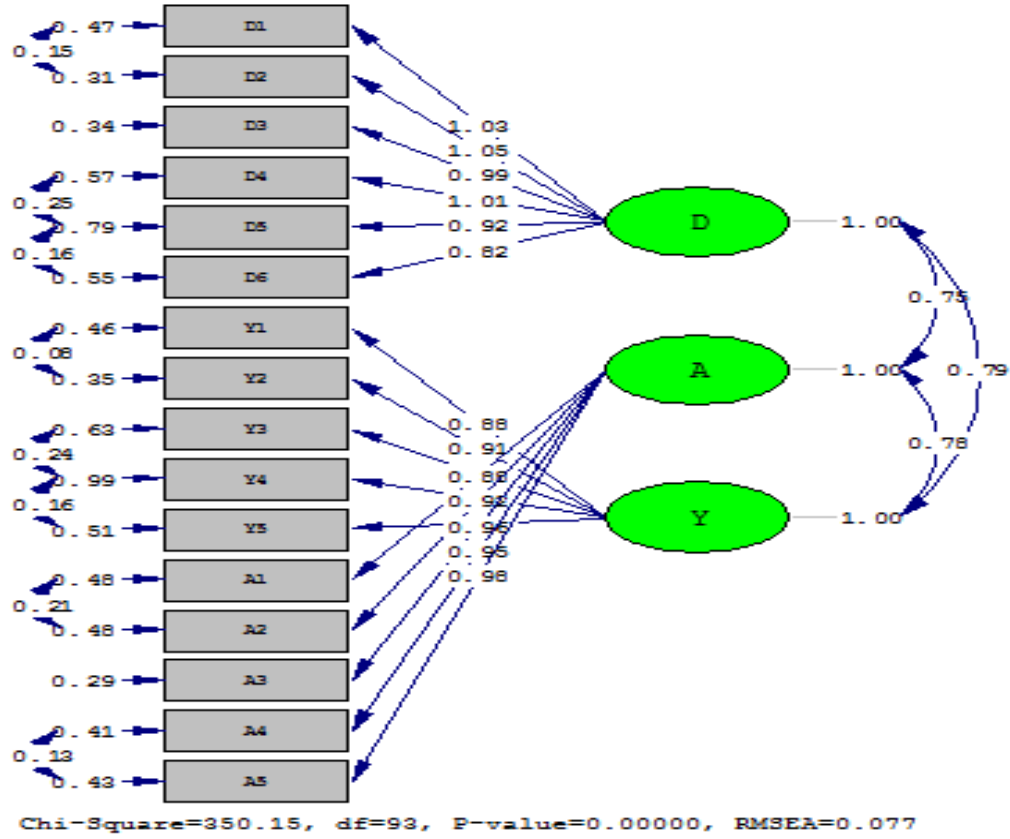 0.47 D1
0.15
0.31 D2
0.34 D3
1.03
1.05
0.99
0.57 D4
1.01
0.25
0.79 D5
0.92
0.16
0.82
0.55 D6
D 1.00
0.75
0.46 Y1
0.08
0.35 Y2
A 1.00
0.79
0.63 Y3
0.88
0.78
0.24
0.91
0.99 Y4
0.16
0.51 Y5
Y 1.00
0.95
0.48 A1
0.98
0.21
0.48 A2
0.29 A3
0.41 A4
0.13
0.43 A5
Chi-Square=350.15, df=93, P-value=0.00000, RMSEA=0.077